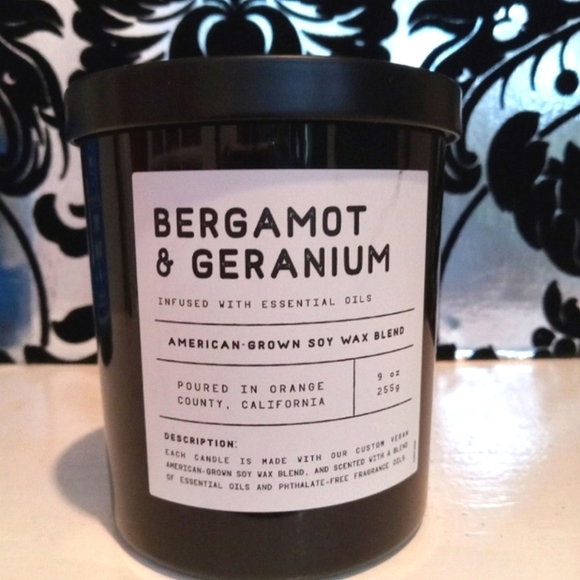 BERGAMOT
& GERANIUM
INFUSED WITH ESSENTIAL OILS
AMERICAN-GROWN SOY WAX BLEND
POURED IN ORANGE
COUNTY, CALIFORNIA
9 oz
255g
DESCRIPTION:
EACH CANDLE IS MADE WITH OUR CUSTOM VEGAN
AMERICAN-GROWN SOY WAX BLEND, AND SCENTED WITH A BLEND
OF ESSENTIAL OILS AND PHTHALATE-FREE FRAGRANCE OILS.